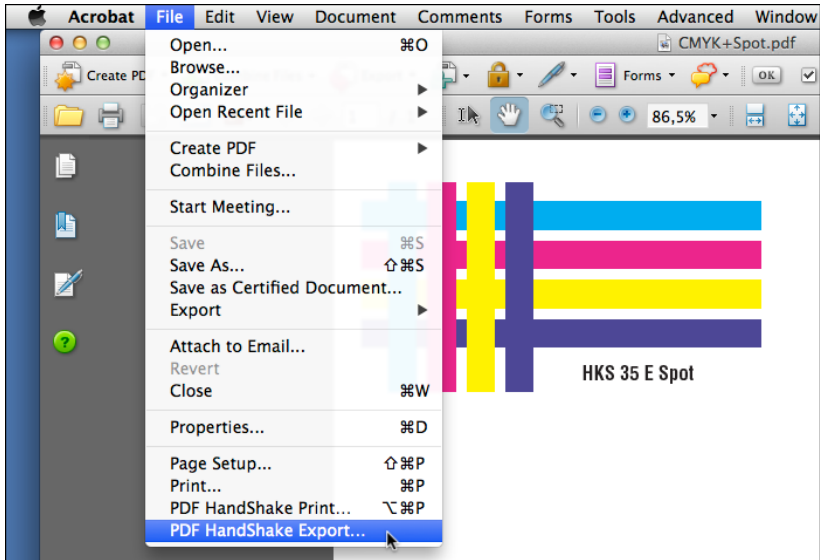 Acrobat File Edit View Document Comments Forms Tools Advanced Window
CMYK+Spot.pdf
Create PD
Forms
OK
86,5%
Open... ⌘O
Browse...
Organizer ▶
Open Recent File ▶
Create PDF ▶
Combine Files...
Start Meeting...
Save ⌘S
Save As... ⇧⌘S
Save as Certified Document...
Export ▶
Attach to Email...
Revert
Close ⌘W
Properties... ⌘D
Page Setup... ⇧⌘P
Print... ⌘P
PDF HandShake Print... ⌥⌘P
PDF HandShake Export...
HKS 35 E Spot